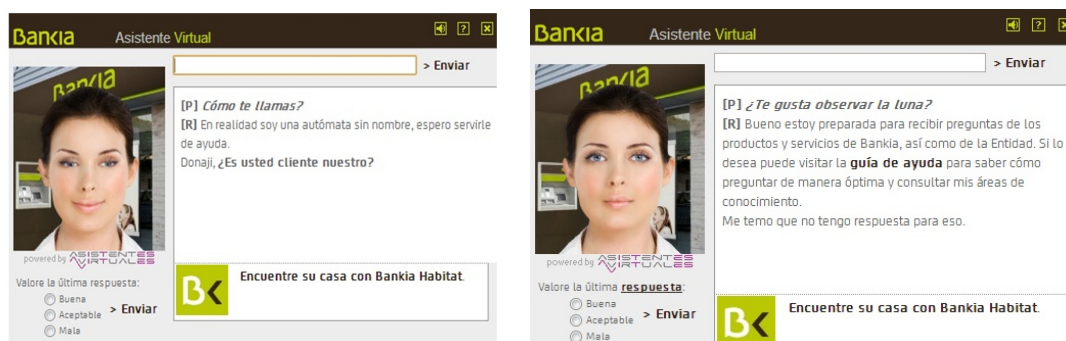 Bankia Asistente Virtual
> Enviar
Bankia
[P] Cómo te llamas?
[R] En realidad soy una autómata sin nombre, espero servirle
de ayuda.
Donaji, ¿Es usted cliente nuestro?
powered by ASISTENTES
VIRTUALES
Valore la última respuesta:
Buena
Aceptable
Mala
> Enviar
BK
Encuentre su casa con Bankia Habitat.
Bankia Asistente Virtual
> Enviar
Bankia
[P] ¿Te gusta observar la luna?
[R] Bueno estoy preparada para recibir preguntas de los
productos y servicios de Bankia, así como de la Entidad. Si lo
desea puede visitar la guía de ayuda para saber cómo
preguntar de manera óptima y consultar mis áreas de
conocimiento.
Me temo que no tengo respuesta para eso.
powered by ASISTENTES
VIRTUALES
Valore la última respuesta:
Buena
Aceptable
Mala
> Enviar
BK
Encuentre su casa con Bankia Habitat.